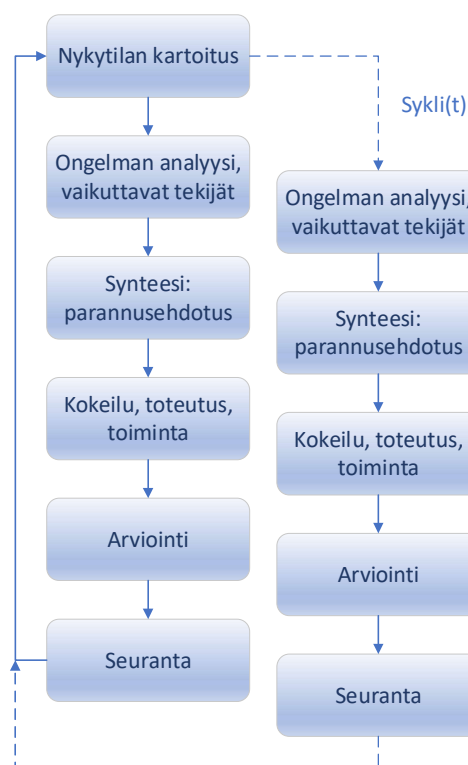 Nykytilan kartoitus
Sykli(t)
Ongelman analyysi,
vaikuttavat tekijät
Synteesi:
parannusehdotus
Kokeilu, toteutus,
toiminta
Arviointi
Seuranta
Ongelman analyysi,
vaikuttavat tekijät
Synteesi:
parannusehdotus
Kokeilu, toteutus,
toiminta
Arviointi
Seuranta